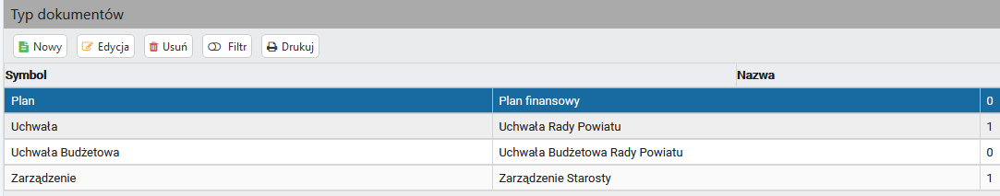 Typ dokumentów
Nowy Edycja Usuń Filtr Drukuj
Symbol Nazwa
Plan Plan finansowy 0
Uchwała Uchwała Rady Powiatu 1
Uchwała Budżetowa Uchwała Budżetowa Rady Powiatu 0
Zarządzenie Zarządzenie Starosty 1